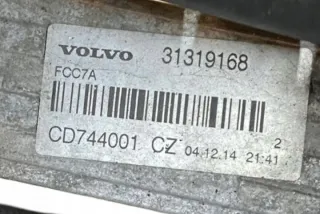 VOLVO 31319168
FCC7A
2
CD744001 CZ 04.12.14 21:41